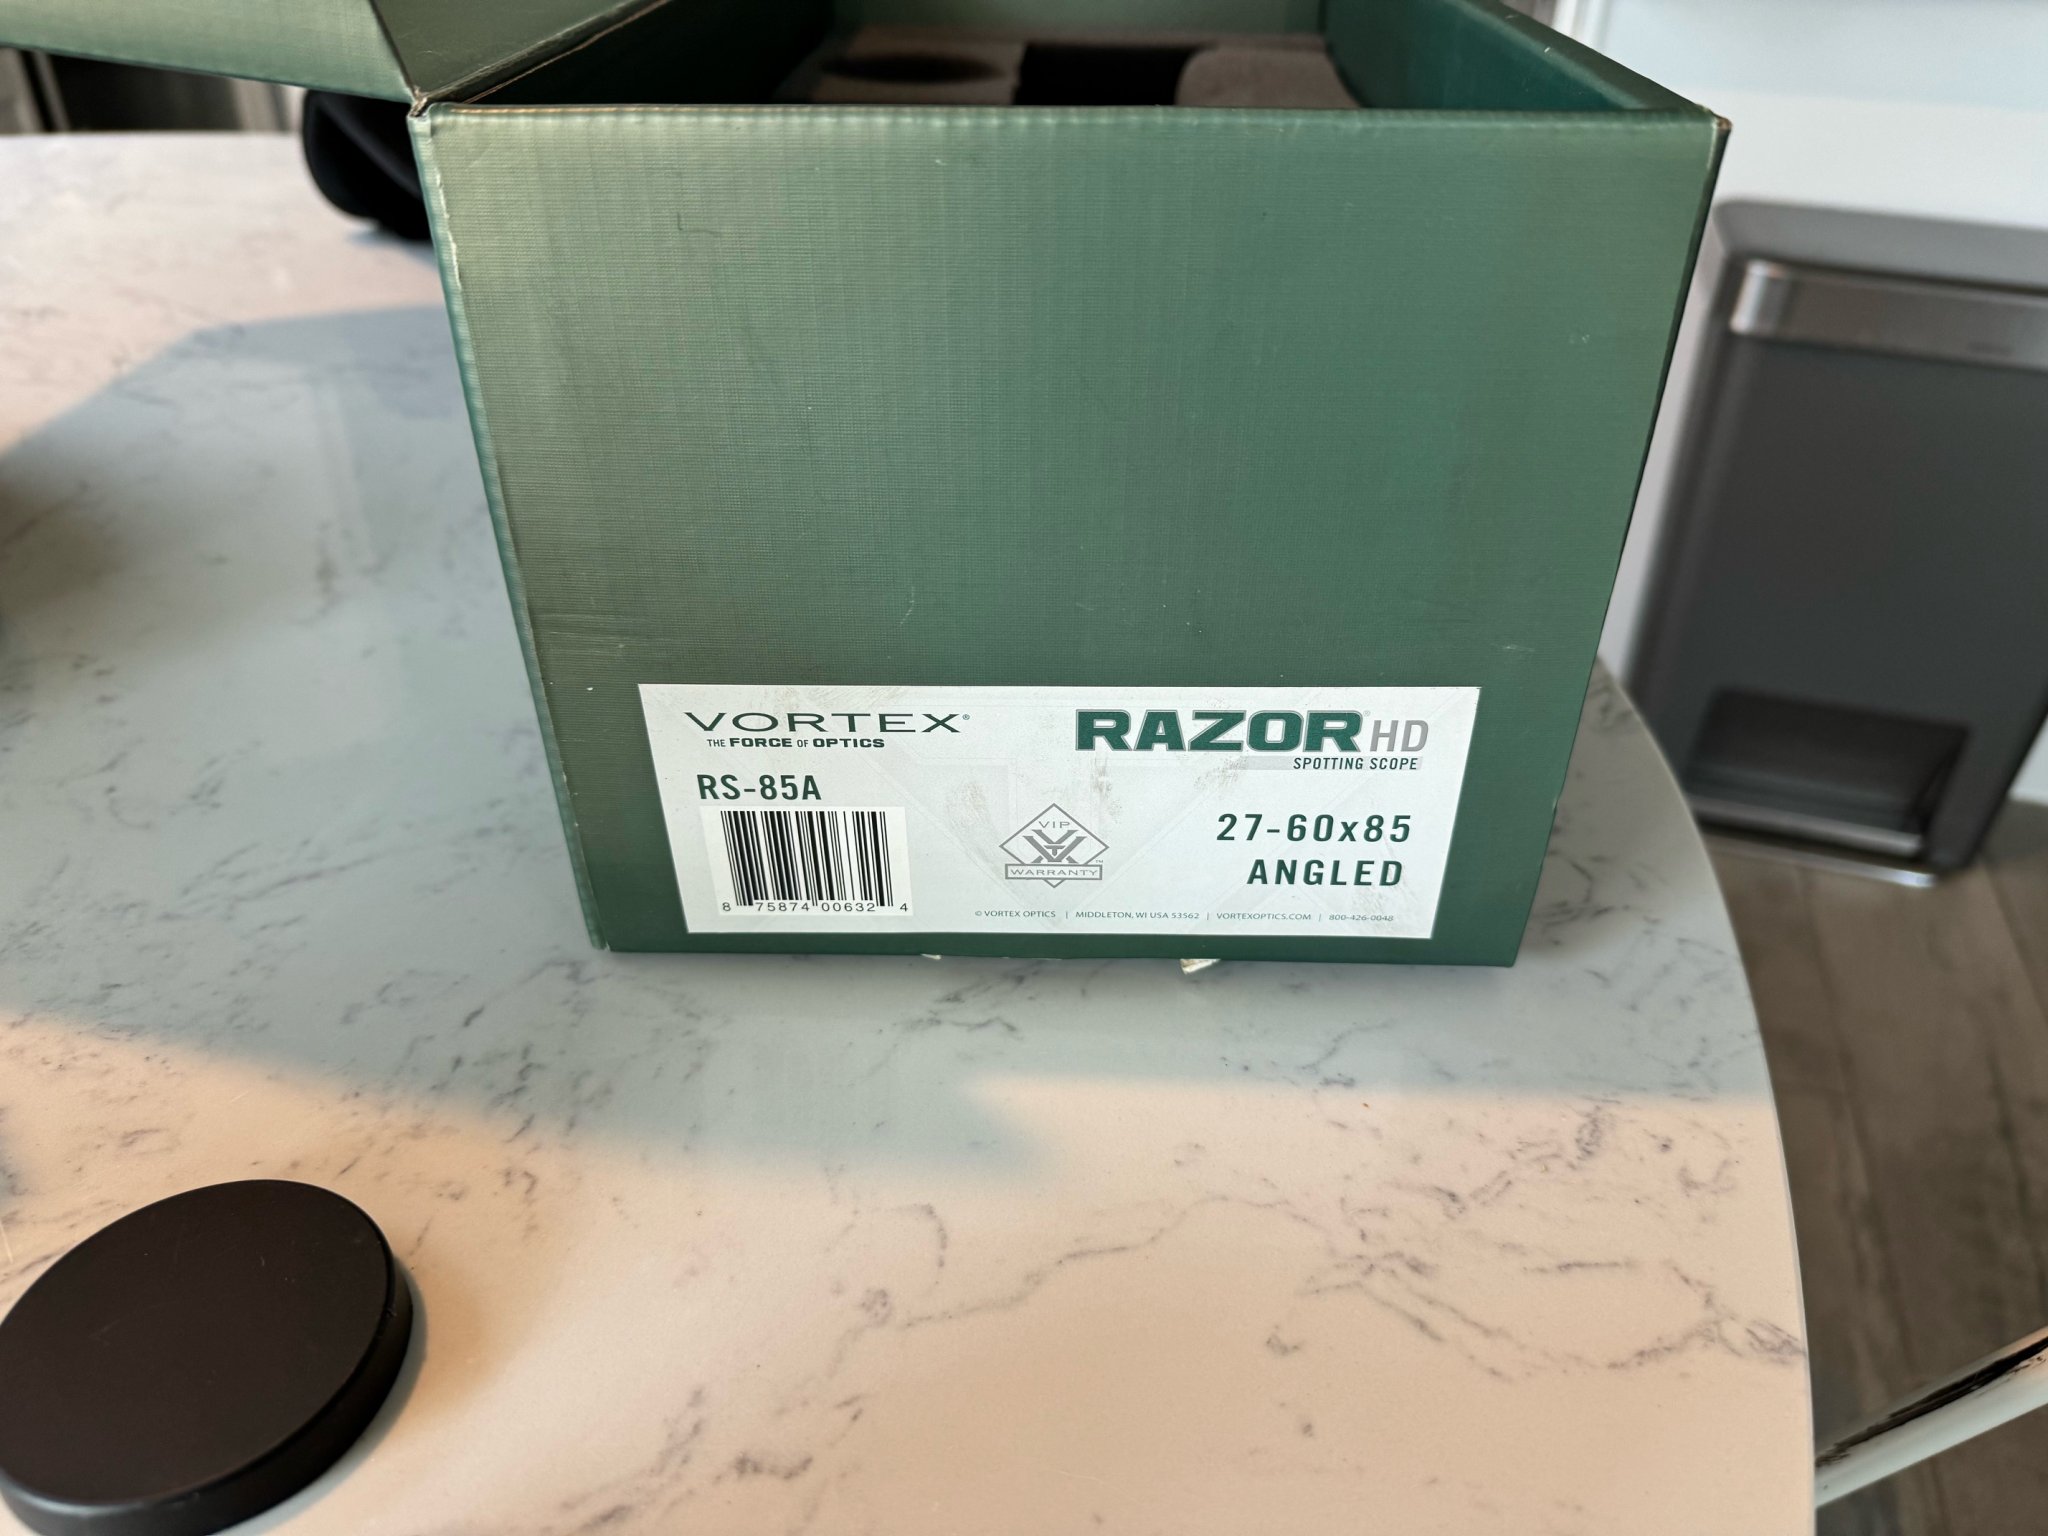 VORTEX®
THE FORCE OF OPTICS
RAZOR HD
SPOTTING SCOPE
RS-85A
8 75874 00632 4
VIP
WARRANTY™
27-60x85
ANGLED
© VORTEX OPTICS | MIDDLETON, WI USA 53562 | VORTEXOPTICS.COM | 800-426-0048